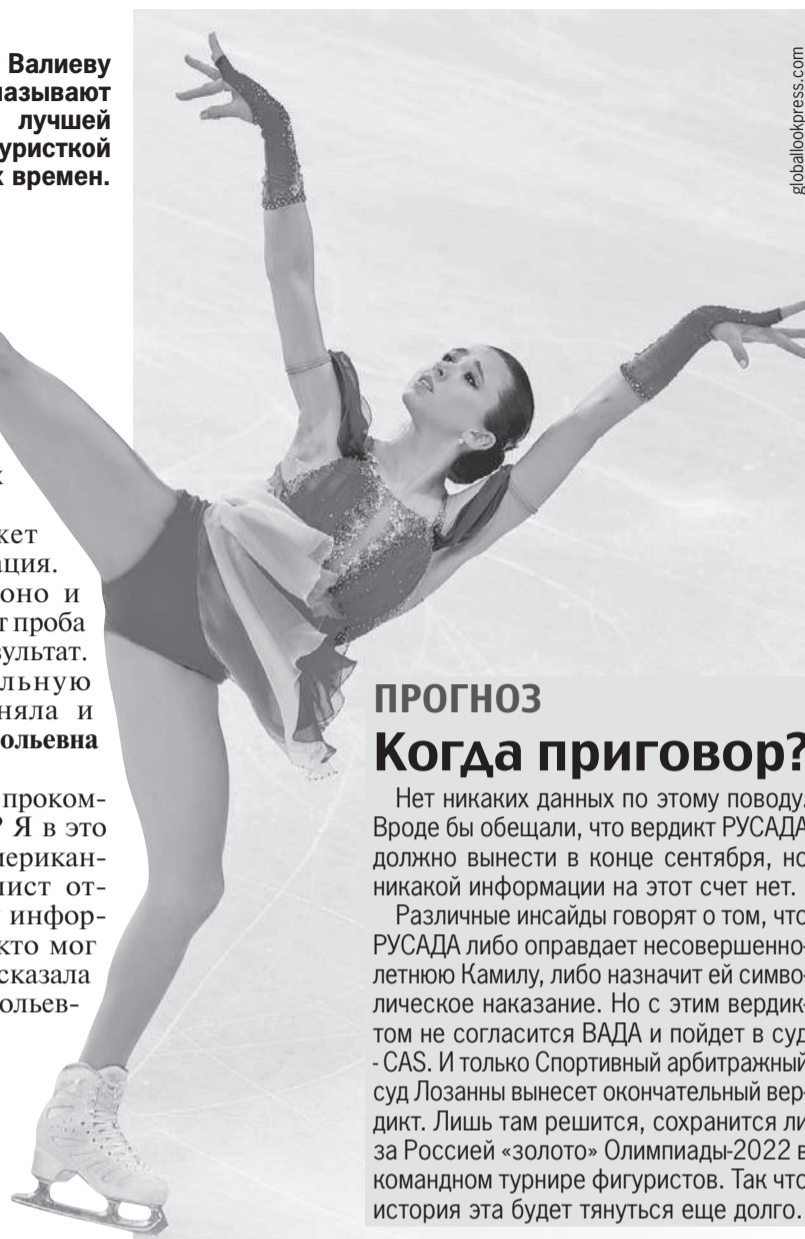 Валиеву
называют
лучшей
уристкой
х времен.
globallookpress.com
х
жет
ация.
оно и
т проба
зультат.
льную
няла и
ольевна
проком-
? Я в это
мерикан-
лист от-
инфор-
кто мог
сказала
ольев-
ПРОГНОЗ
Когда приговор?
Нет никаких данных по этому поводу.
Вроде бы обещали, что вердикт РУСАДА
должно вынести в конце сентября, но
никакой информации на этот счет нет.
Различные инсайды говорят о том, что
РУСАДА либо оправдает несовершенно-
летнюю Камилу, либо назначит ей симво-
лическое наказание. Но с этим вердик-
том не согласится ВАДА и пойдет в суд
- CAS. И только Спортивный арбитражный
суд Лозанны вынесет окончательный вер-
дикт. Лишь там решится, сохранится ли
за Россией «золото» Олимпиады-2022 в
командном турнире фигуристов. Так что
история эта будет тянуться еще долго.